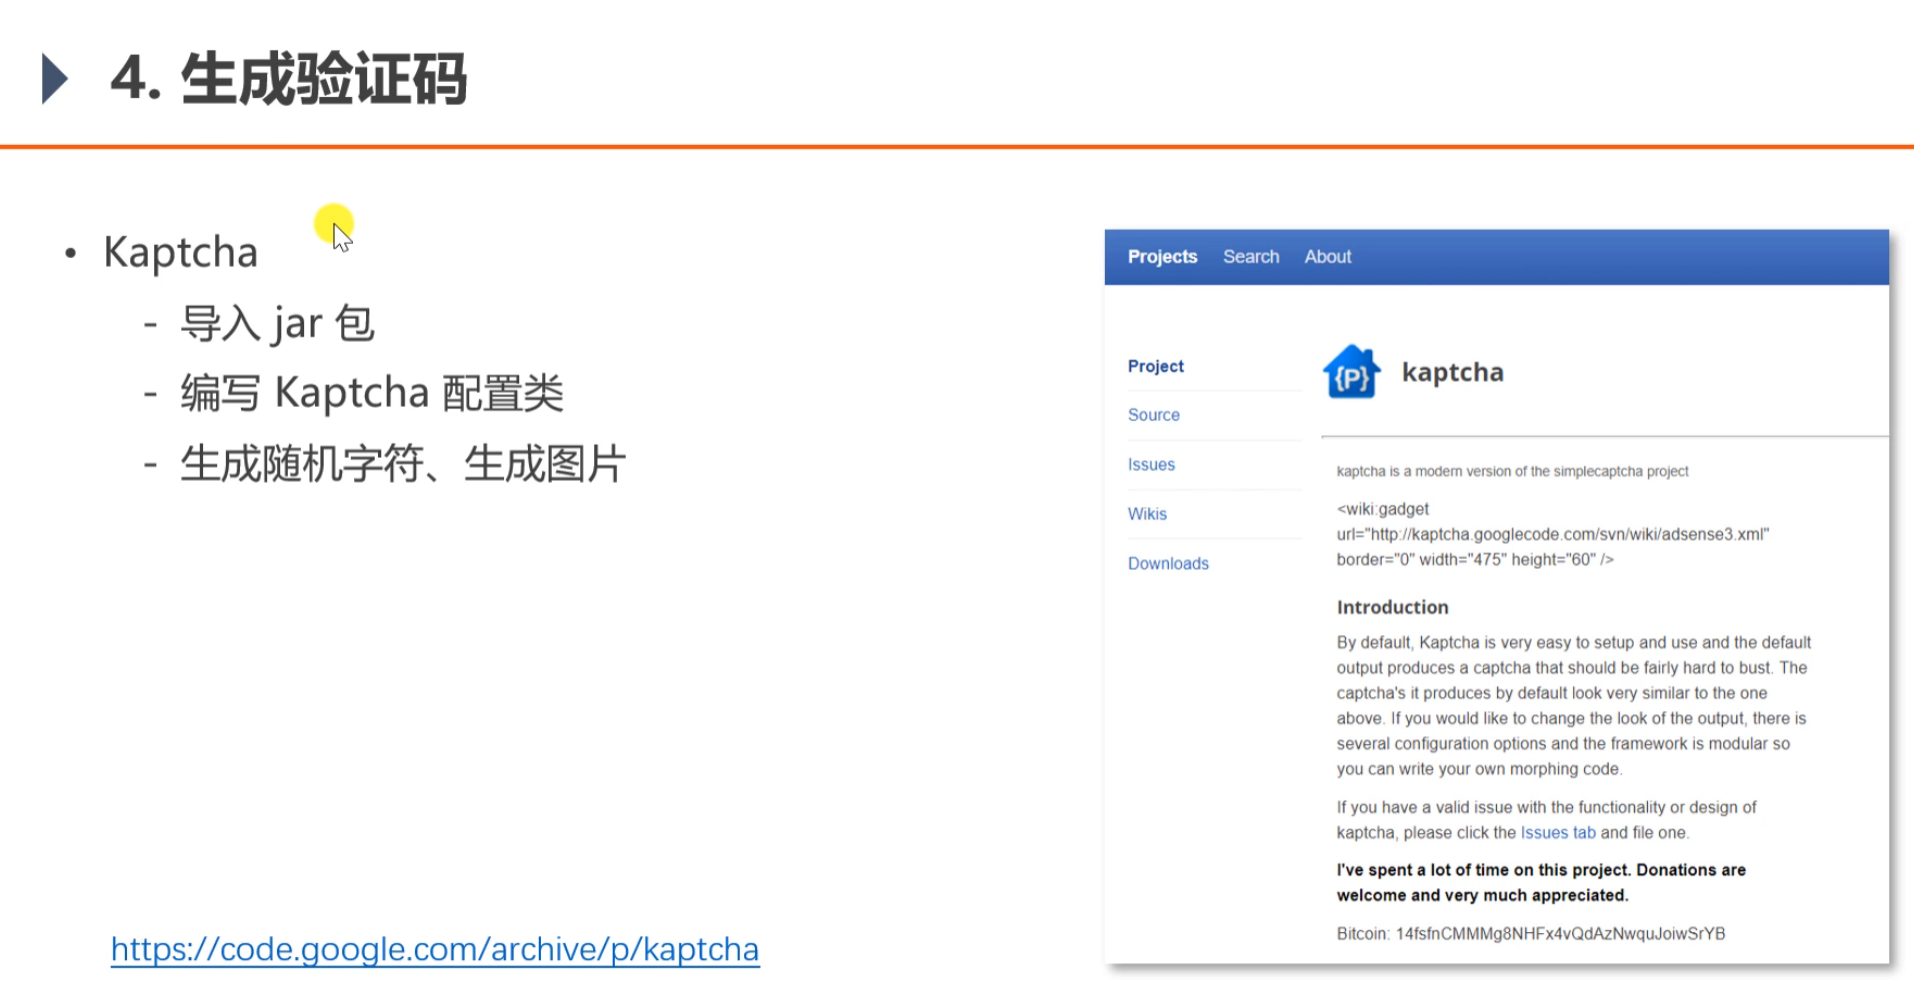 4. 生成验证码
• Kaptcha
- 导入 jar 包
- 编写 Kaptcha 配置类
- 生成随机字符、生成图片
https://code.google.com/archive/p/kaptcha
Projects Search About
Project
Source
Issues
Wikis
Downloads
{P} kaptcha
kaptcha is a modern version of the simplecaptcha project
<wiki:gadget
url="http://kaptcha.googlecode.com/svn/wiki/adsense3.xml"
border="0" width="475" height="60" />
Introduction
By default, Kaptcha is very easy to setup and use and the default
output produces a captcha that should be fairly hard to bust. The
captcha's it produces by default look very similar to the one
above. If you would like to change the look of the output, there is
several configuration options and the framework is modular so
you can write your own morphing code.
If you have a valid issue with the functionality or design of
kaptcha, please click the Issues tab and file one.
I've spent a lot of time on this project. Donations are
welcome and very much appreciated.
Bitcoin: 14fsfnCMMMg8NHFx4vQdAzNwquJoiwSrYB